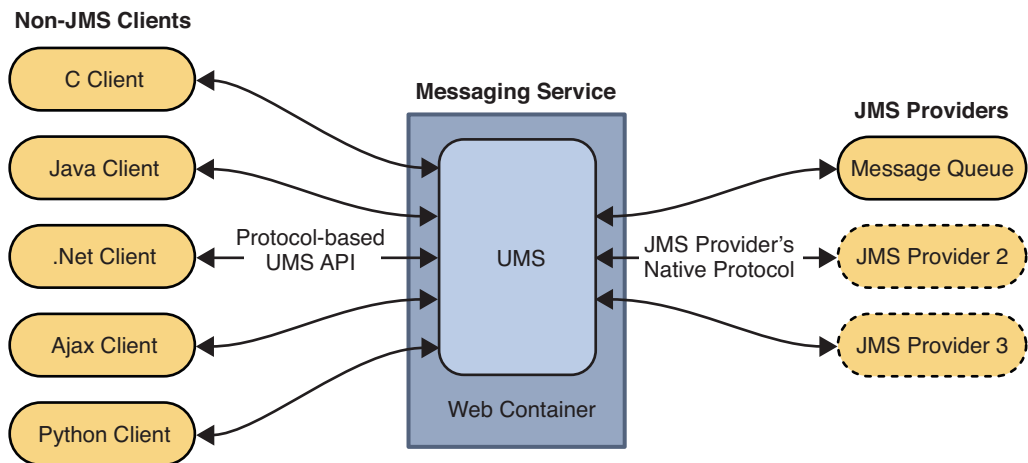 Non-JMS Clients
C Client
Java Client
.Net Client
Ajax Client
Python Client
Protocol-based
UMS API
Messaging Service
UMS
Web Container
JMS Provider's
Native Protocol
JMS Providers
Message Queue
JMS Provider 2
JMS Provider 3